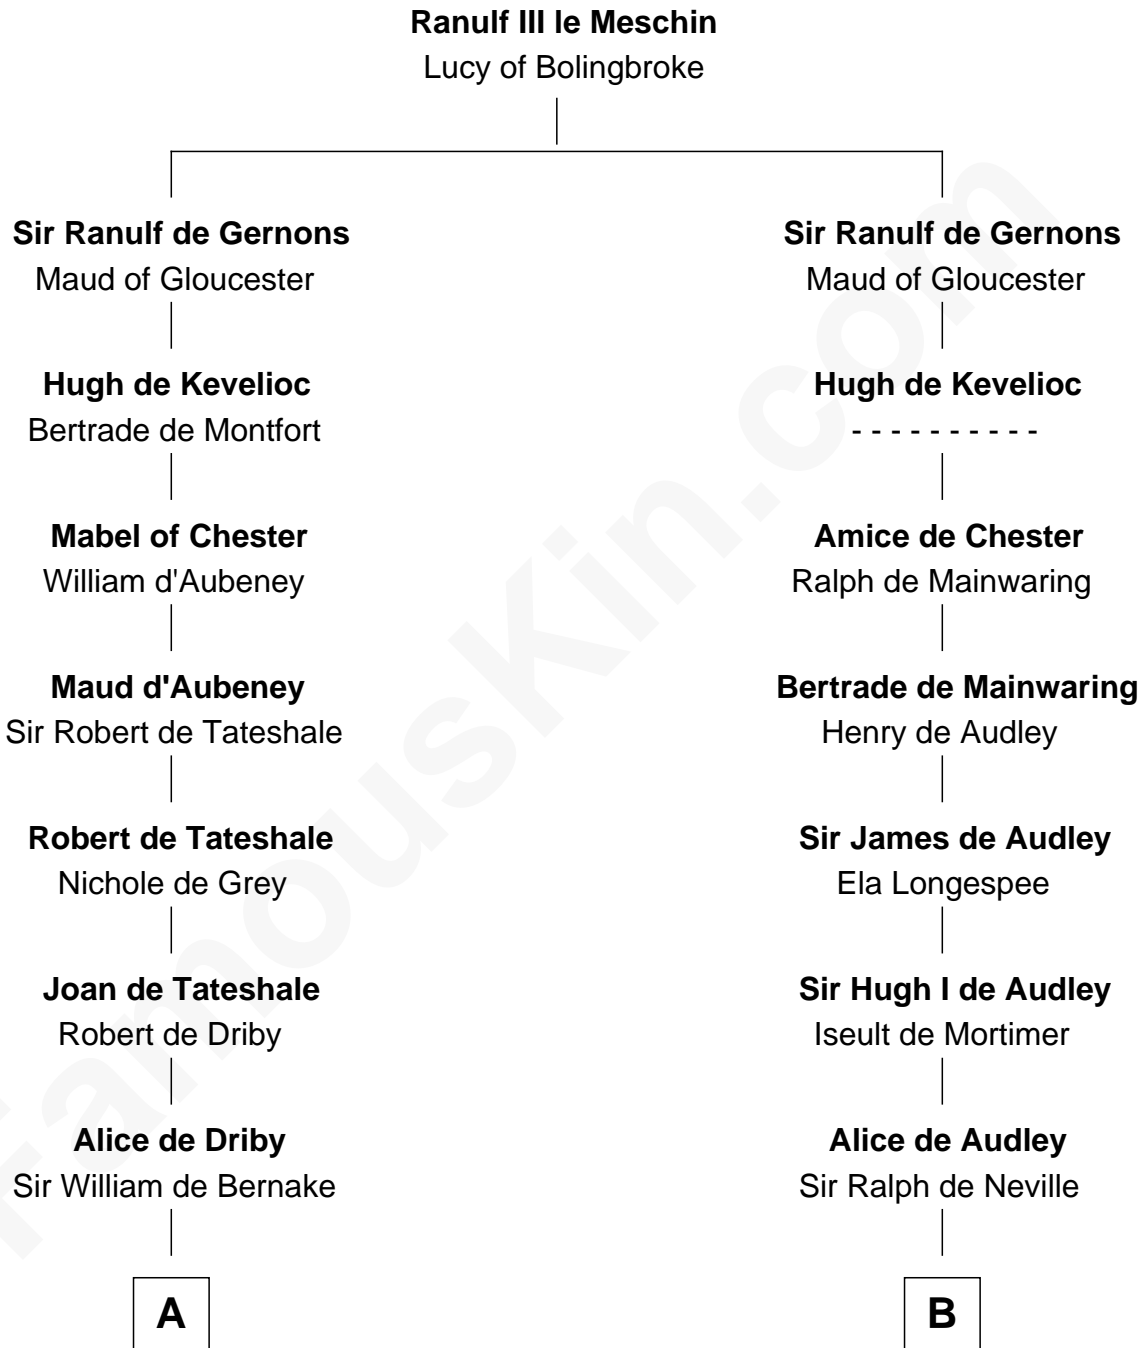 Ranulf III le Meschin
Lucy of Bolingbroke
Sir Ranulf de Gernons
Maud of Gloucester
Sir Ranulf de Gernons
Maud of Gloucester
Hugh de Kevelioc
Bertrade de Montfort
Hugh de Kevelioc
- - - - - - - - - -
Mabel of Chester
William d'Aubeney
Amice de Chester
Ralph de Mainwaring
Maud d'Aubeney
Sir Robert de Tateshale
Bertrade de Mainwaring
Henry de Audley
Robert de Tateshale
Nichole de Grey
Sir James de Audley
Ela Longespee
Joan de Tateshale
Robert de Driby
Sir Hugh I de Audley
Iseult de Mortimer
Alice de Driby
Sir William de Bernake
Alice de Audley
Sir Ralph de Neville
A
B
FamousKin.com